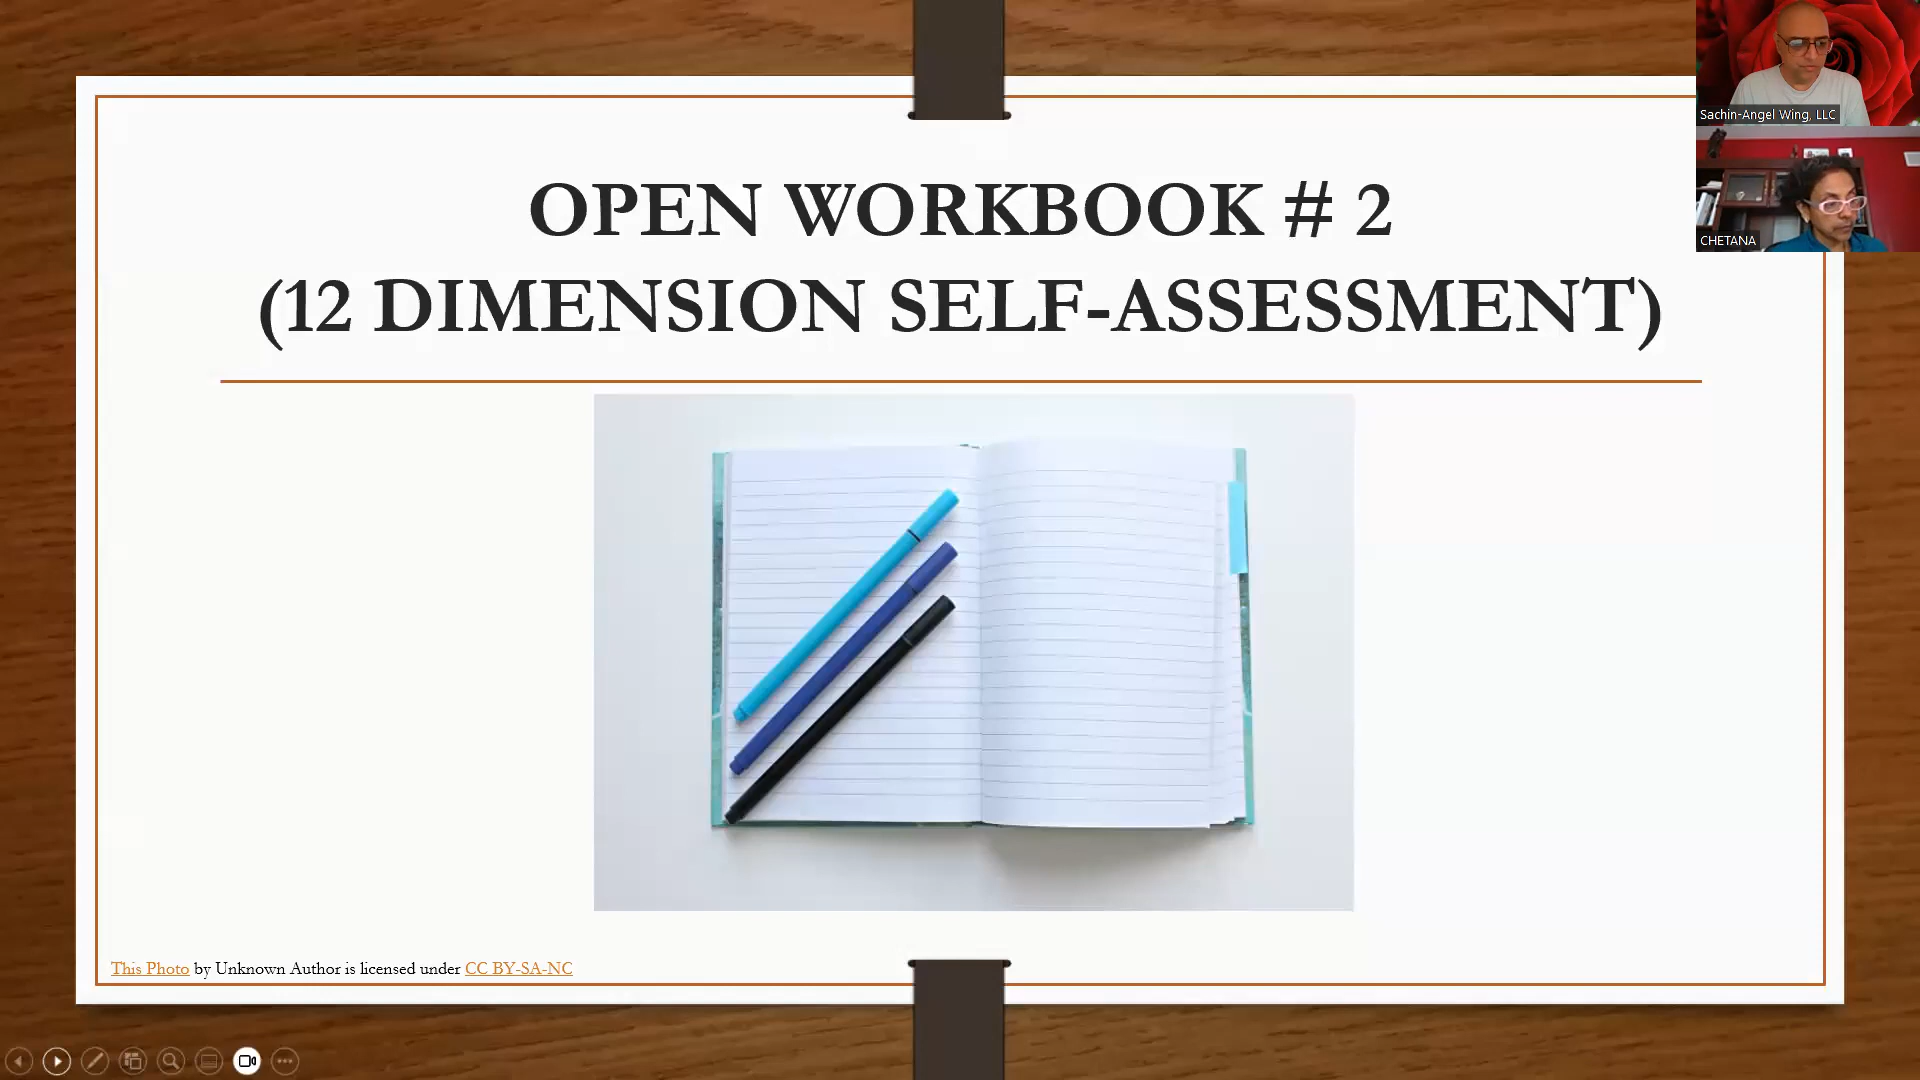 OPEN WORKBOOK # 2
(12 DIMENSION SELF-ASSESSMENT)
Sachin-Angel Wing, LLC
CHETANA
This Photo by Unknown Author is licensed under CC BY-SA-NC